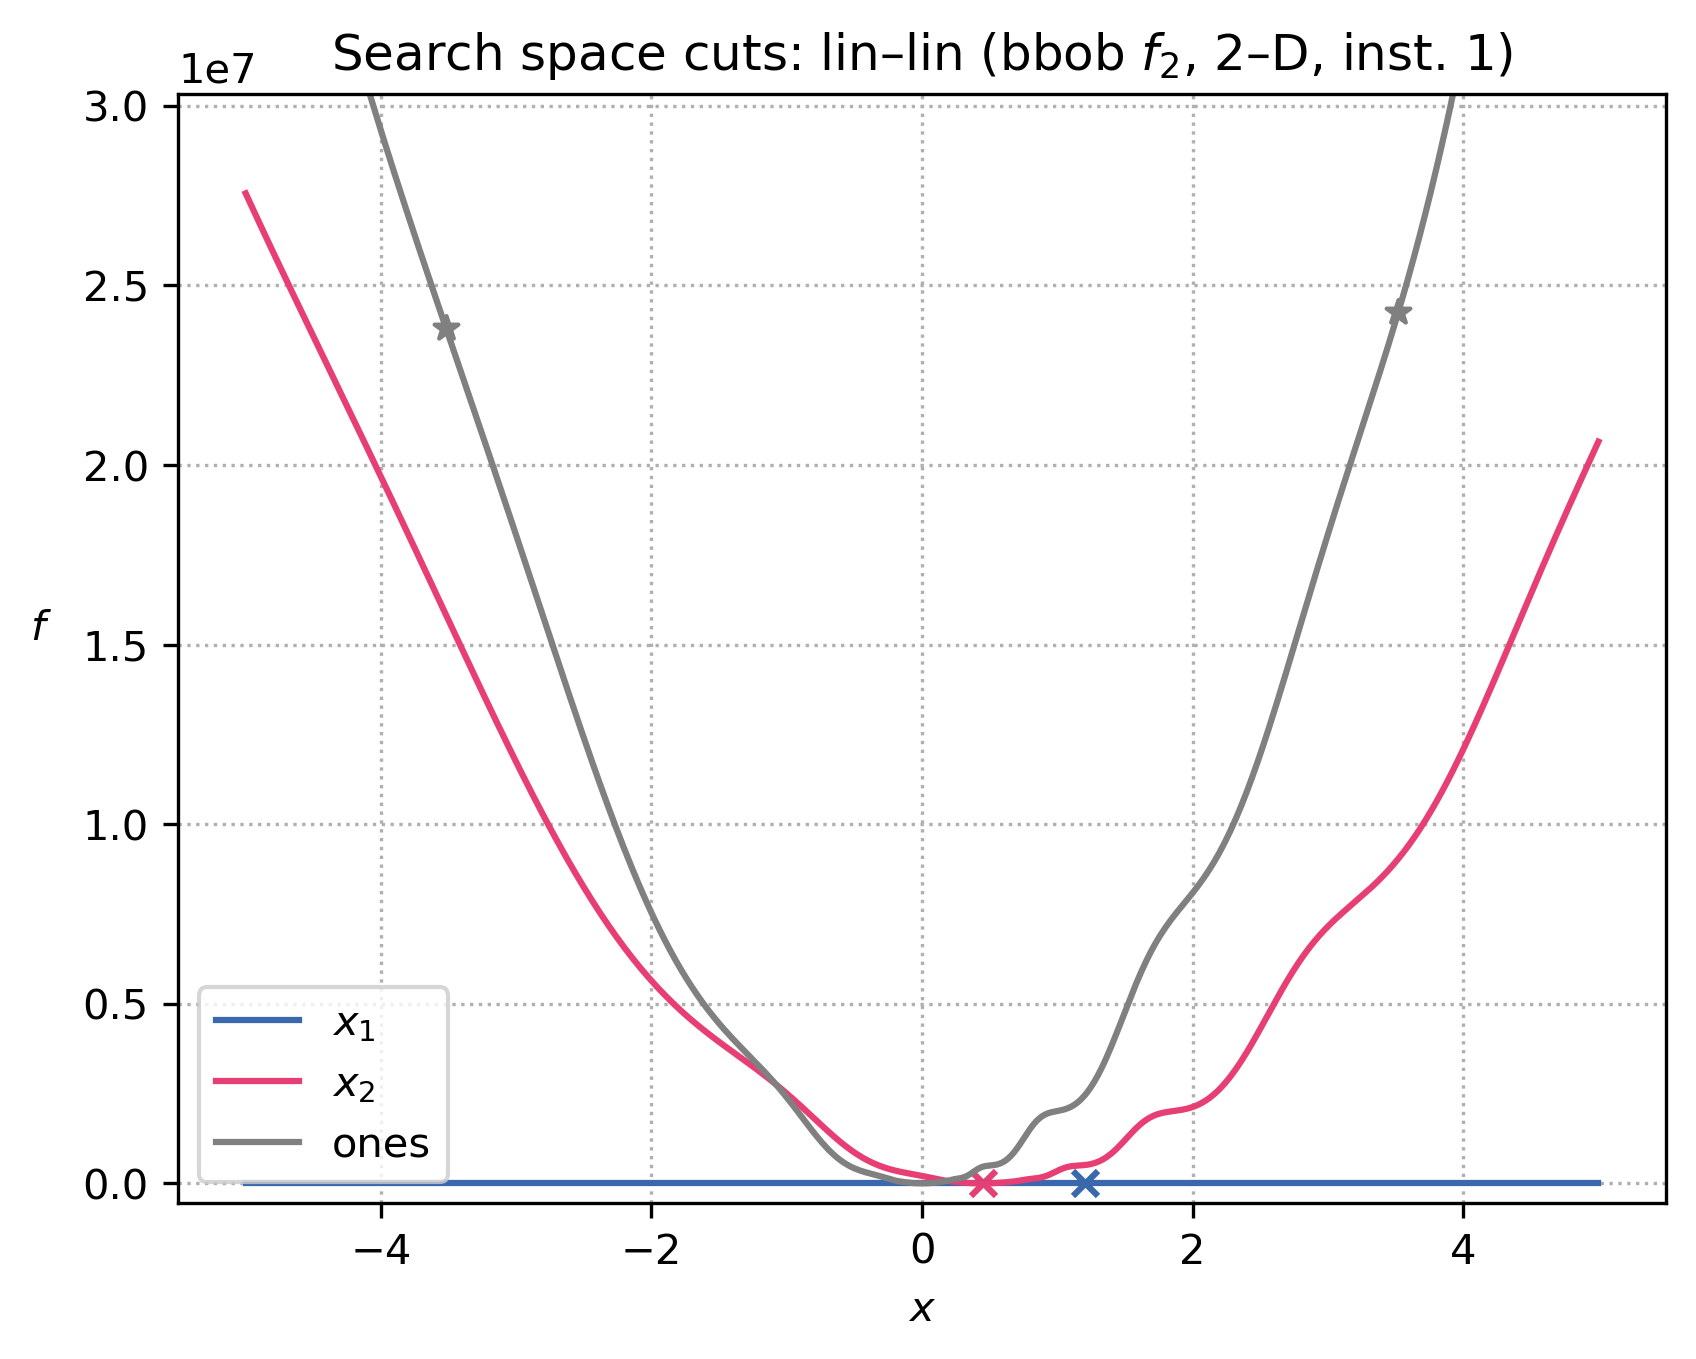 Search space cuts: lin–lin (bbob f₂, 2–D, inst. 1)
1e7
3.0
2.5
2.0
1.5
1.0
0.5
0.0
f
x₁
x₂
ones
−4 −2 0 2 4
x